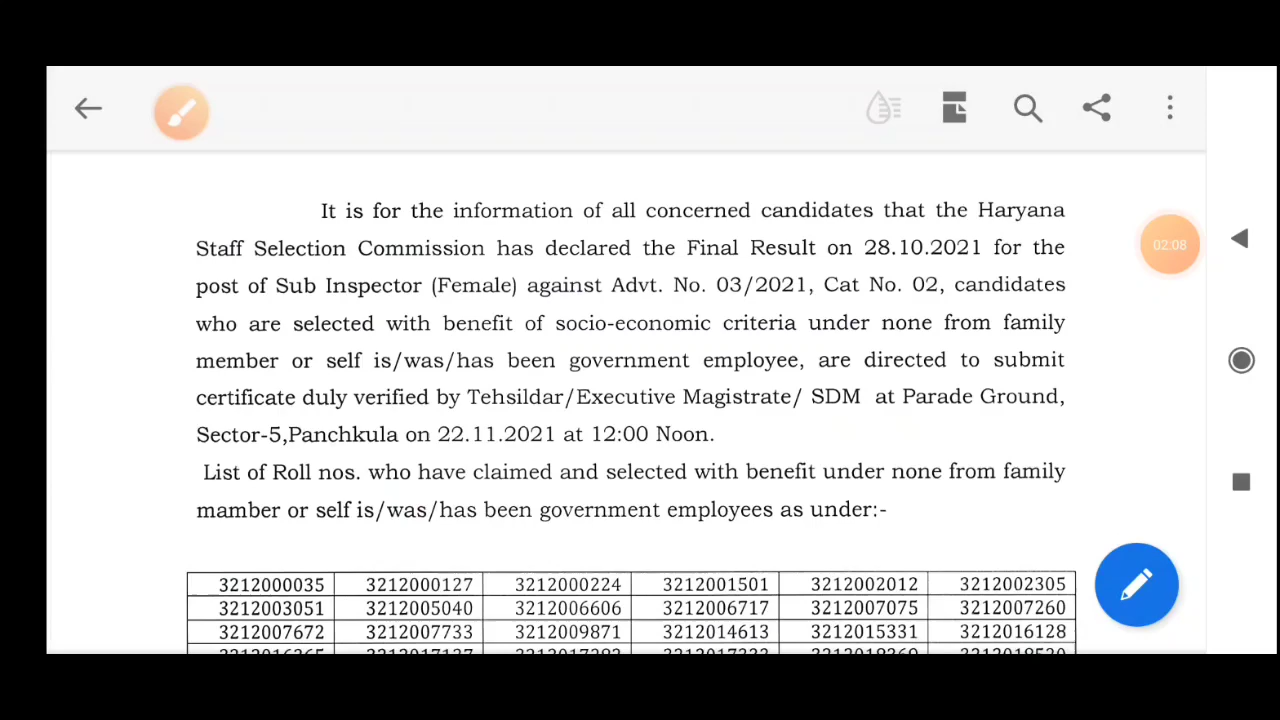 02:08
It is for the information of all concerned candidates that the Haryana
Staff Selection Commission has declared the Final Result on 28.10.2021 for the
post of Sub Inspector (Female) against Advt. No. 03/2021, Cat No. 02, candidates
who are selected with benefit of socio-economic criteria under none from family
member or self is/was/has been government employee, are directed to submit
certificate duly verified by Tehsildar/Executive Magistrate/ SDM at Parade Ground,
Sector-5,Panchkula on 22.11.2021 at 12:00 Noon.
List of Roll nos. who have claimed and selected with benefit under none from family
mamber or self is/was/has been government employees as under:-
3212000035 3212000127 3212000224 3212001501 3212002012 3212002305
3212003051 3212005040 3212006606 3212006717 3212007075 3212007260
3212007672 3212007733 3212009871 3212014613 3212015331 3212016128